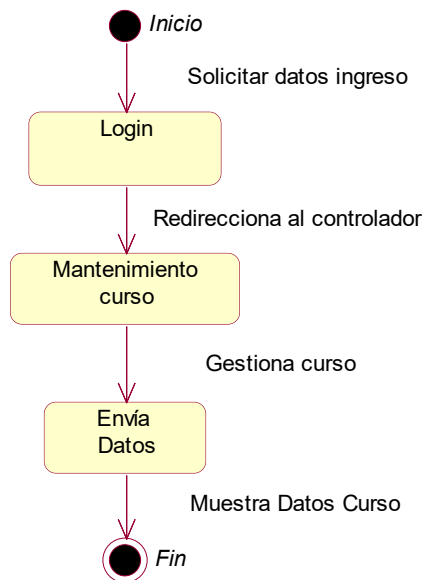 Inicio
Solicitar datos ingreso
Login
Redirecciona al controlador
Mantenimiento
curso
Gestiona curso
Envía
Datos
Muestra Datos Curso
Fin